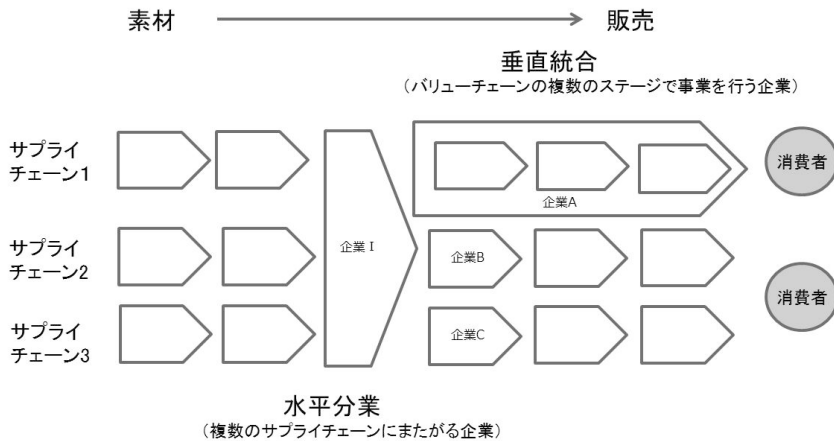 素材
販売
垂直統合
（バリューチェーンの複数のステージで事業を行う企業）
サプライ
チェーン1
企業A
消費者
サプライ
チェーン2
企業Ⅰ
企業B
消費者
サプライ
チェーン3
企業C
水平分業
（複数のサプライチェーンにまたがる企業）